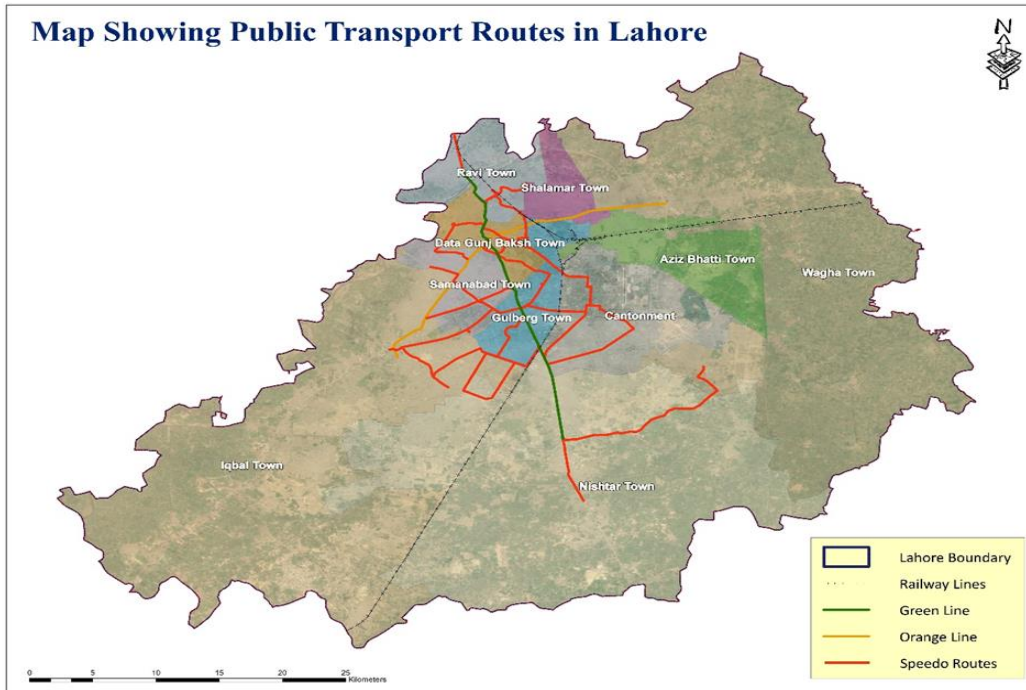 Map Showing Public Transport Routes in Lahore
N
Ravi Town
Shalamar Town
Data Gunj Baksh Town
Aziz Bhatti Town
Wagha Town
Samanabad Town
Gulberg Town
Cantonment
Iqbal Town
Nishtar Town
Lahore Boundary
Railway Lines
Green Line
Orange Line
Speedo Routes
0 5 10 15 20 25
Kilometers